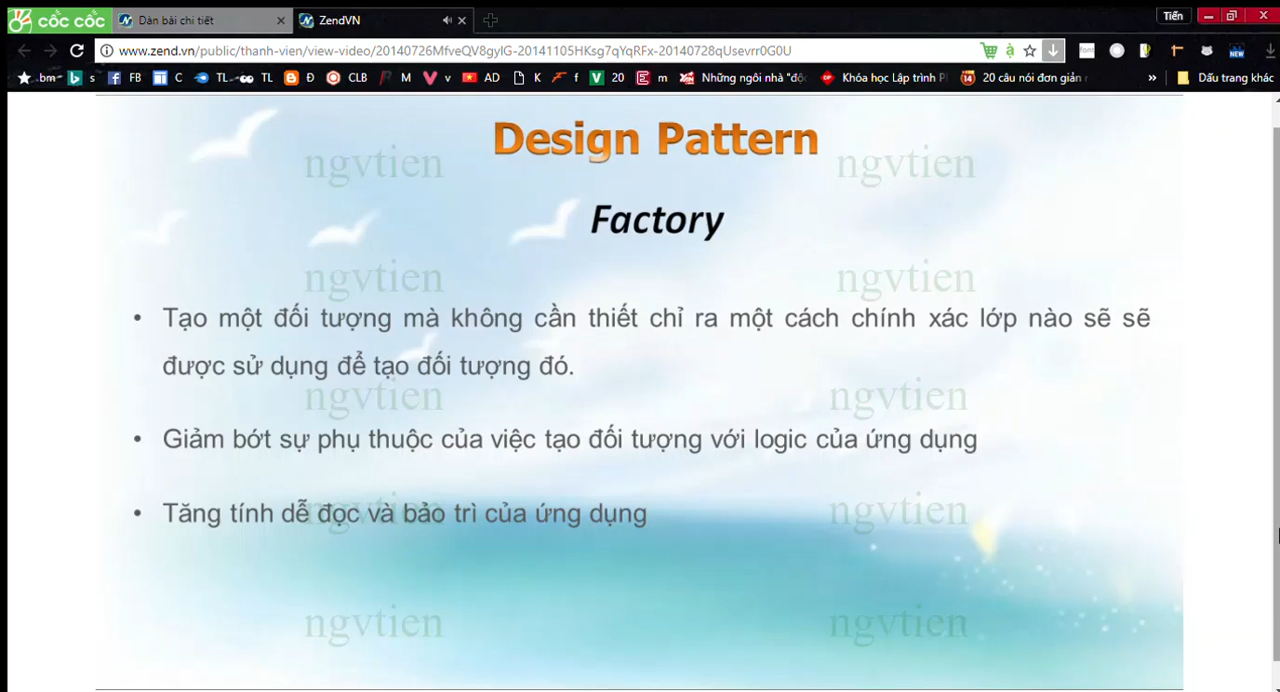 cốc cốc Dàn bài chi tiết ZendVN Tiến
www.zend.vn/public/thanh-vien/view-video/20140726MfveQV8gyIG-20141105HKsg7qYqRFx-20140728qUsevrr0G0U
.bm s FB C TL TL Đ CLB M v AD K f 20 m Những ngôi nhà "độc Khóa học Lập trình 20 câu nói đơn giản » Dấu trang khác
Design Pattern
ngvtien ngvtien
Factory
ngvtien ngvtien
• Tạo một đối tượng mà không cần thiết chỉ ra một cách chính xác lớp nào sẽ sẽ
được sử dụng để tạo đối tượng đó.
ngvtien ngvtien
• Giảm bớt sự phụ thuộc của việc tạo đối tượng với logic của ứng dụng
• Tăng tính dễ đọc và bảo trì của ứng dụng
ngvtien ngvtien
ngvtien ngvtien